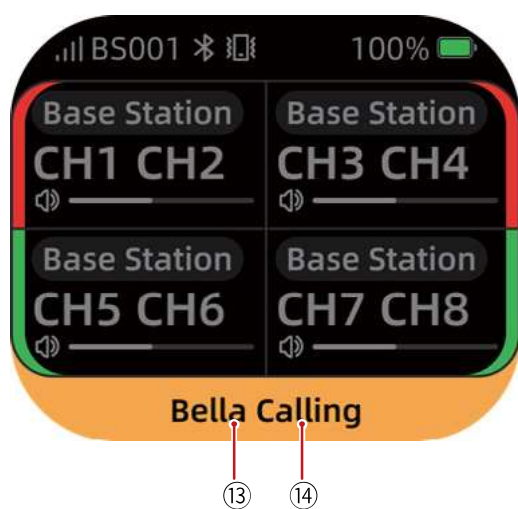 BS001 100%
Base Station Base Station
CH1 CH2 CH3 CH4
Base Station Base Station
CH5 CH6 CH7 CH8
Bella Calling
⑬ ⑭